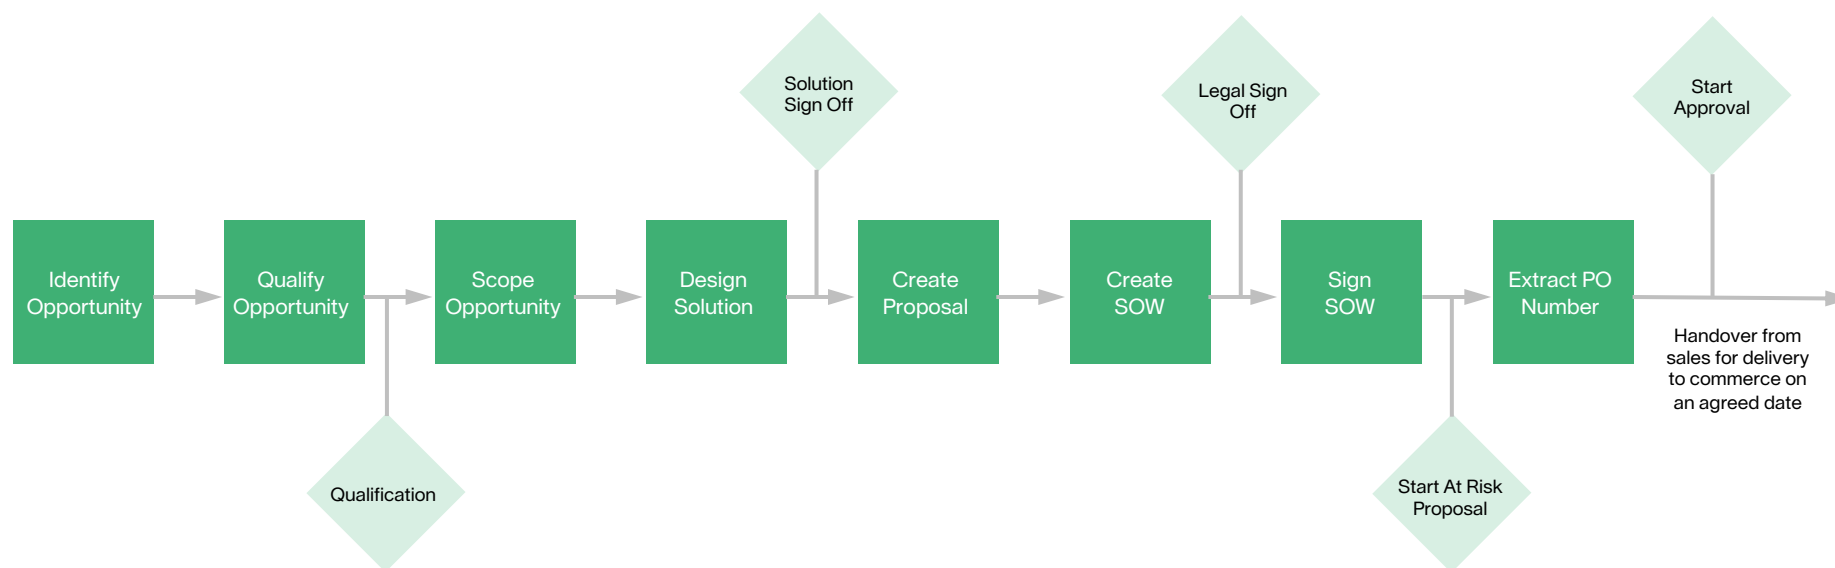 Solution
Sign Off
Legal Sign
Off
Start
Approval
Identify
Opportunity
Qualify
Opportunity
Scope
Opportunity
Design
Solution
Create
Proposal
Create
SOW
Sign
SOW
Extract PO
Number
Handover from
sales for delivery
to commerce on
an agreed date
Qualification
Start At Risk
Proposal